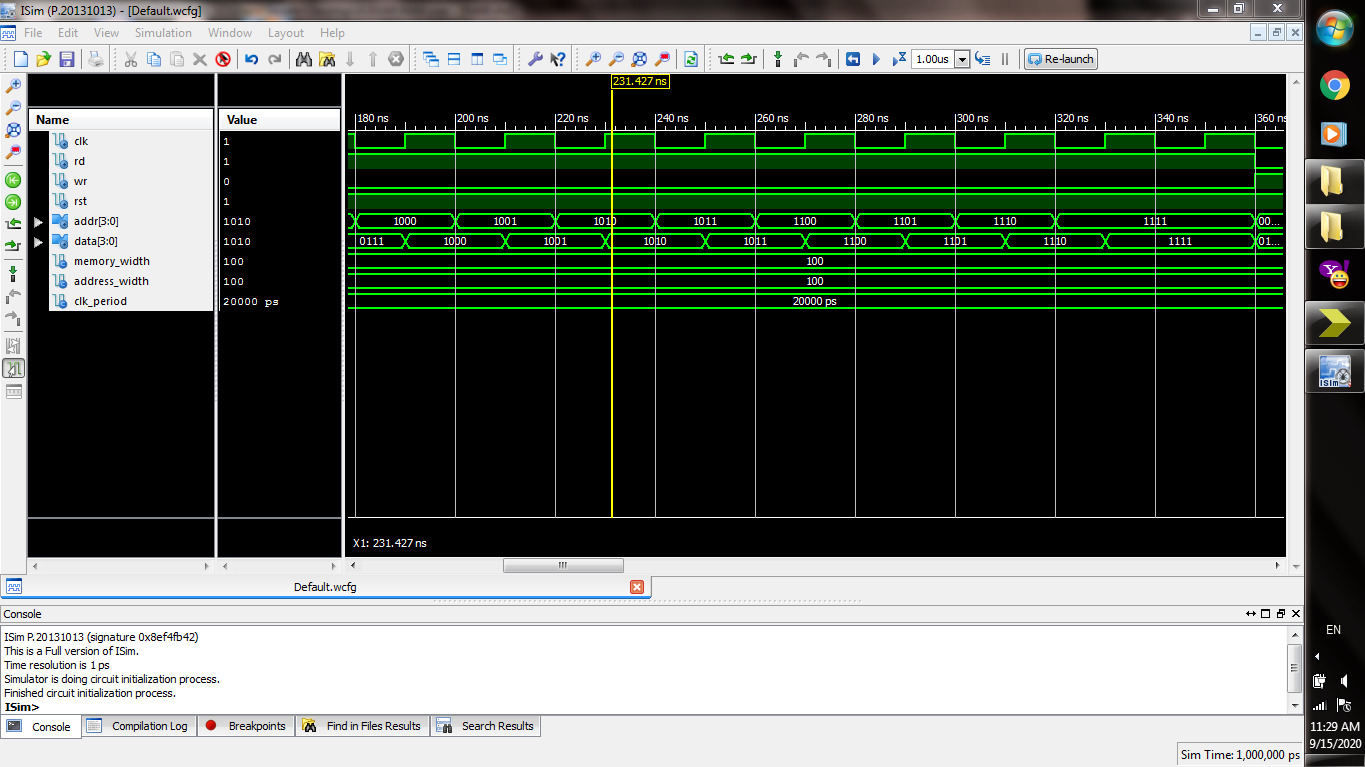 ISim (P.20131013) - [Default.wcfg]
File Edit View Simulation Window Layout Help
1.00us Re-launch
231.427 ns
Name Value
180 ns 200 ns 220 ns 240 ns 260 ns 280 ns 300 ns 320 ns 340 ns 360 ns
clk 1
rd 1
wr 0
rst 1
addr[3:0] 1010 1000 1001 1010 1011 1100 1101 1110 1111 00...
data[3:0] 1010 0111 1000 1001 1010 1011 1100 1101 1110 1111 01...
memory_width 100 100
address_width 100 100
clk_period 20000 ps 20000 ps
X1: 231.427 ns
Default.wcfg
Console
ISim P.20131013 (signature 0x8ef4fb42)
This is a Full version of ISim.
Time resolution is 1 ps
Simulator is doing circuit initialization process.
Finished circuit initialization process.
ISim>
Console Compilation Log Breakpoints Find in Files Results Search Results
Sim Time: 1,000,000 ps
ISim
EN
11:29 AM
9/15/2020